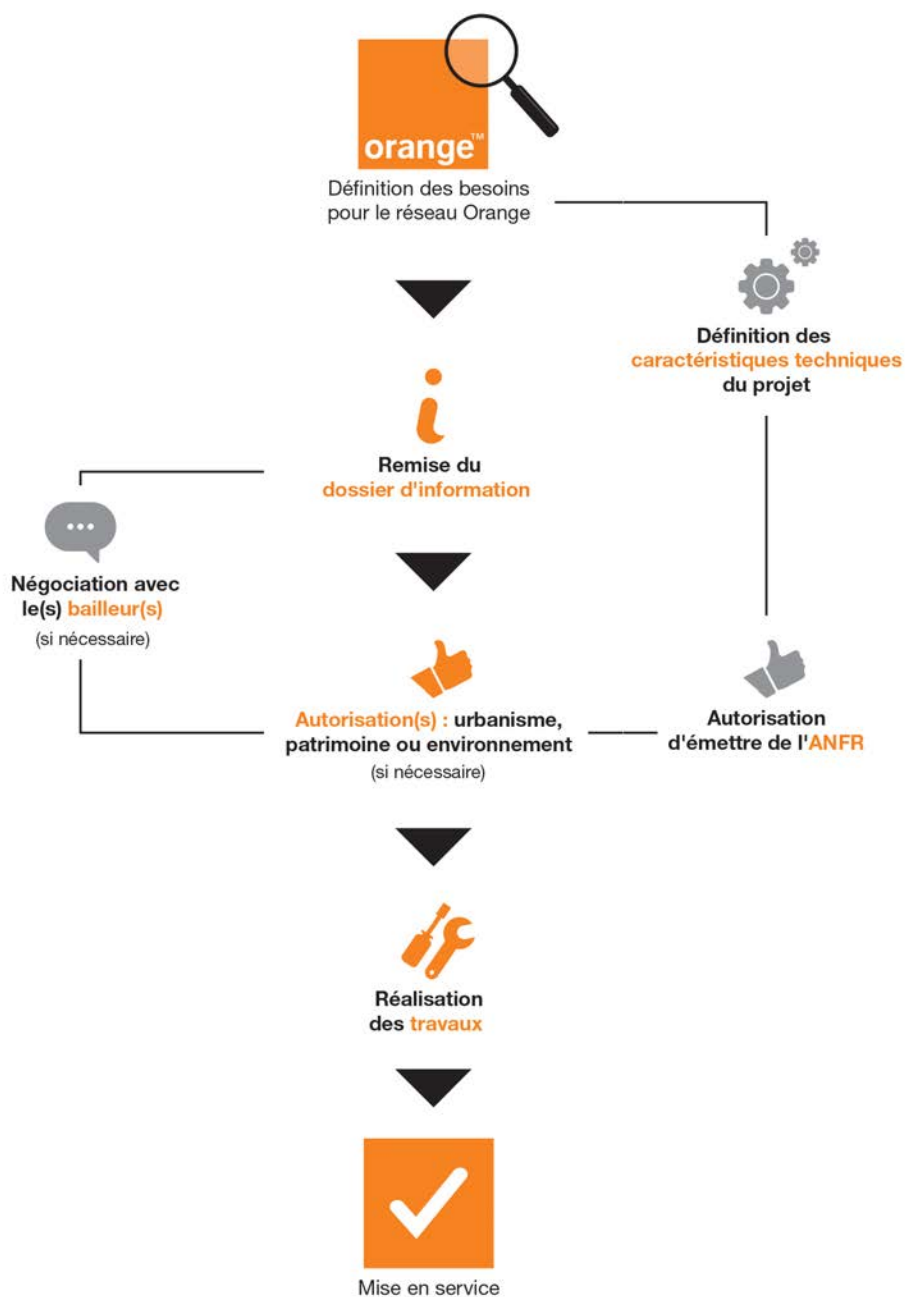 orange™
Définition des besoins
pour le réseau Orange
Définition des
caractéristiques techniques
du projet
Remise du
dossier d'information
Négociation avec
le(s) bailleur(s)
(si nécessaire)
Autorisation(s) : urbanisme,
patrimoine ou environnement
(si nécessaire)
Autorisation
d'émettre de l'ANFR
Réalisation
des travaux
Mise en service